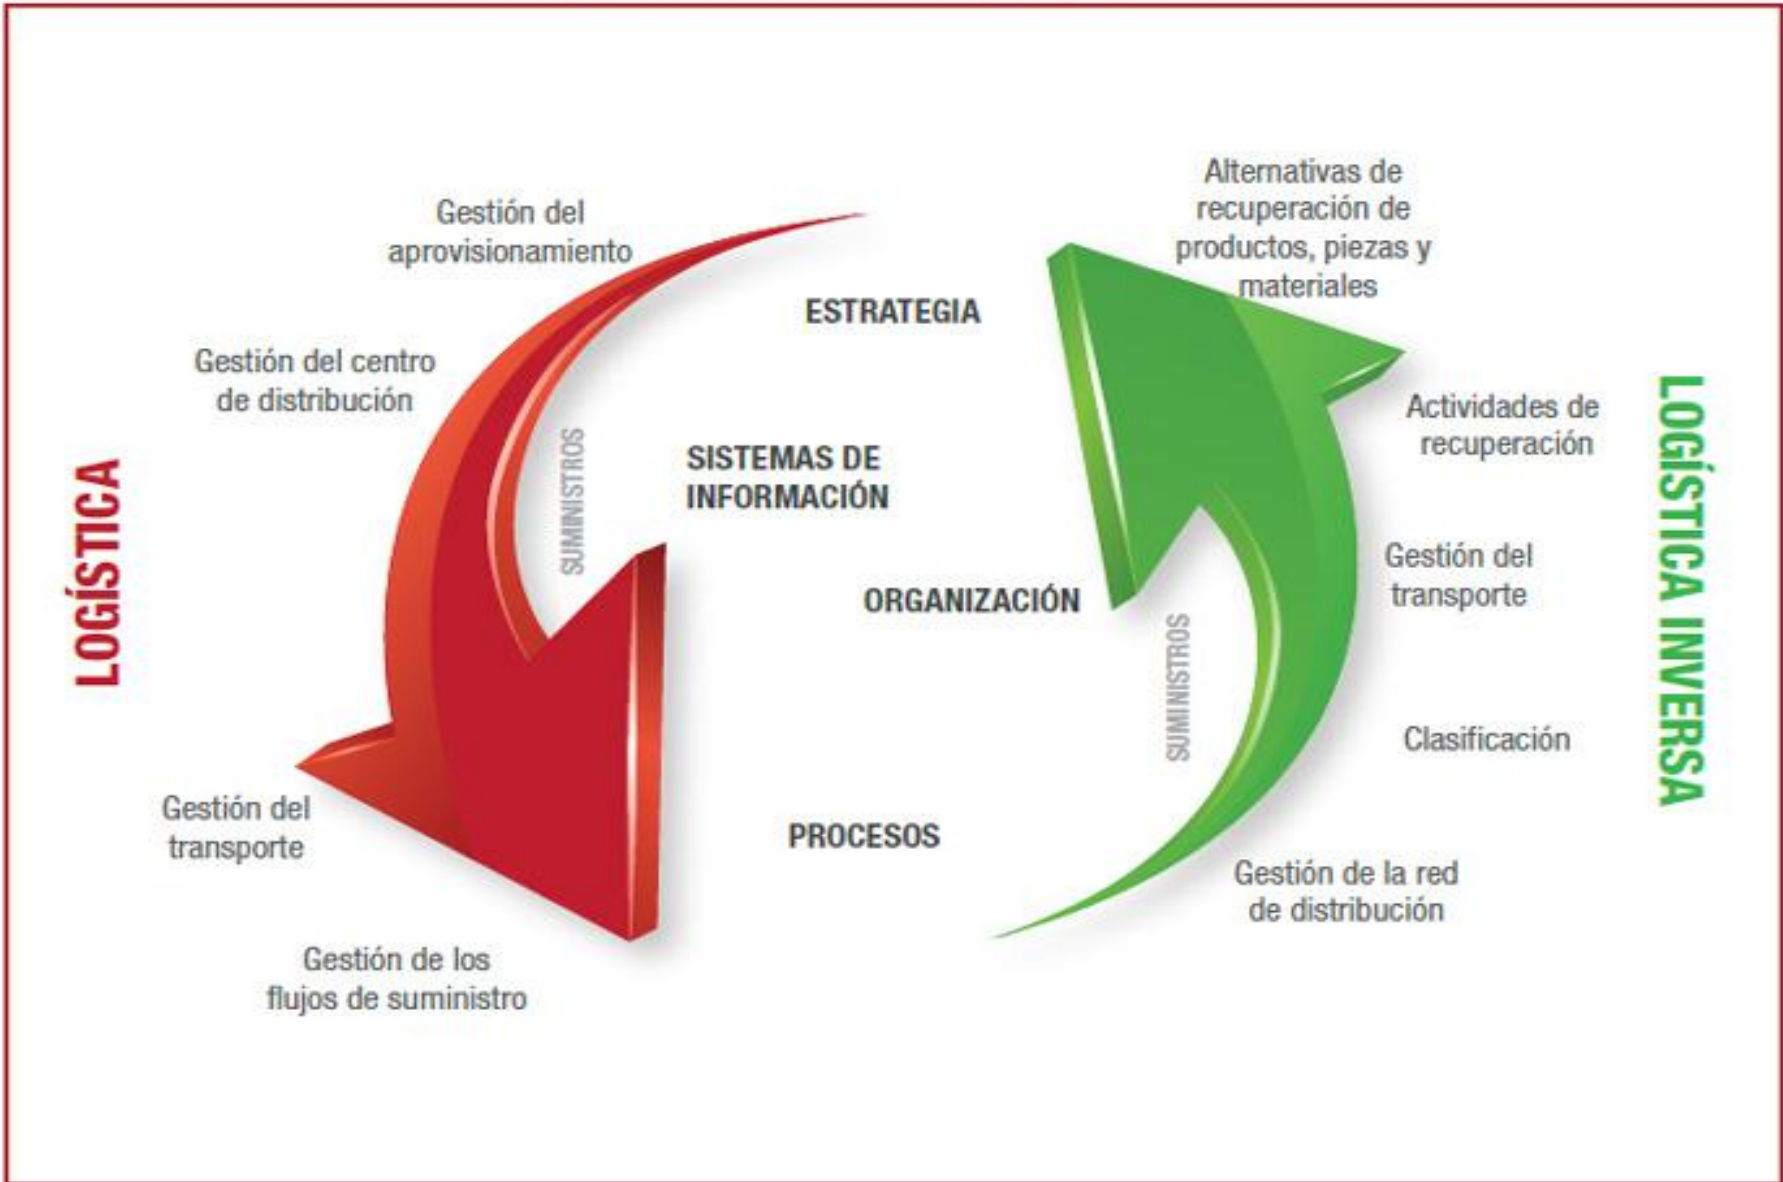 LOGÍSTICA
Gestión del
aprovisionamiento
Gestión del centro
de distribución
Gestión del
transporte
Gestión de los
flujos de suministro
SUMINISTROS
ESTRATEGIA
SISTEMAS DE
INFORMACIÓN
ORGANIZACIÓN
PROCESOS
SUMINISTROS
Alternativas de
recuperación de
productos, piezas y
materiales
Actividades de
recuperación
Gestión del
transporte
Clasificación
Gestión de la red
de distribución
LOGÍSTICA INVERSA